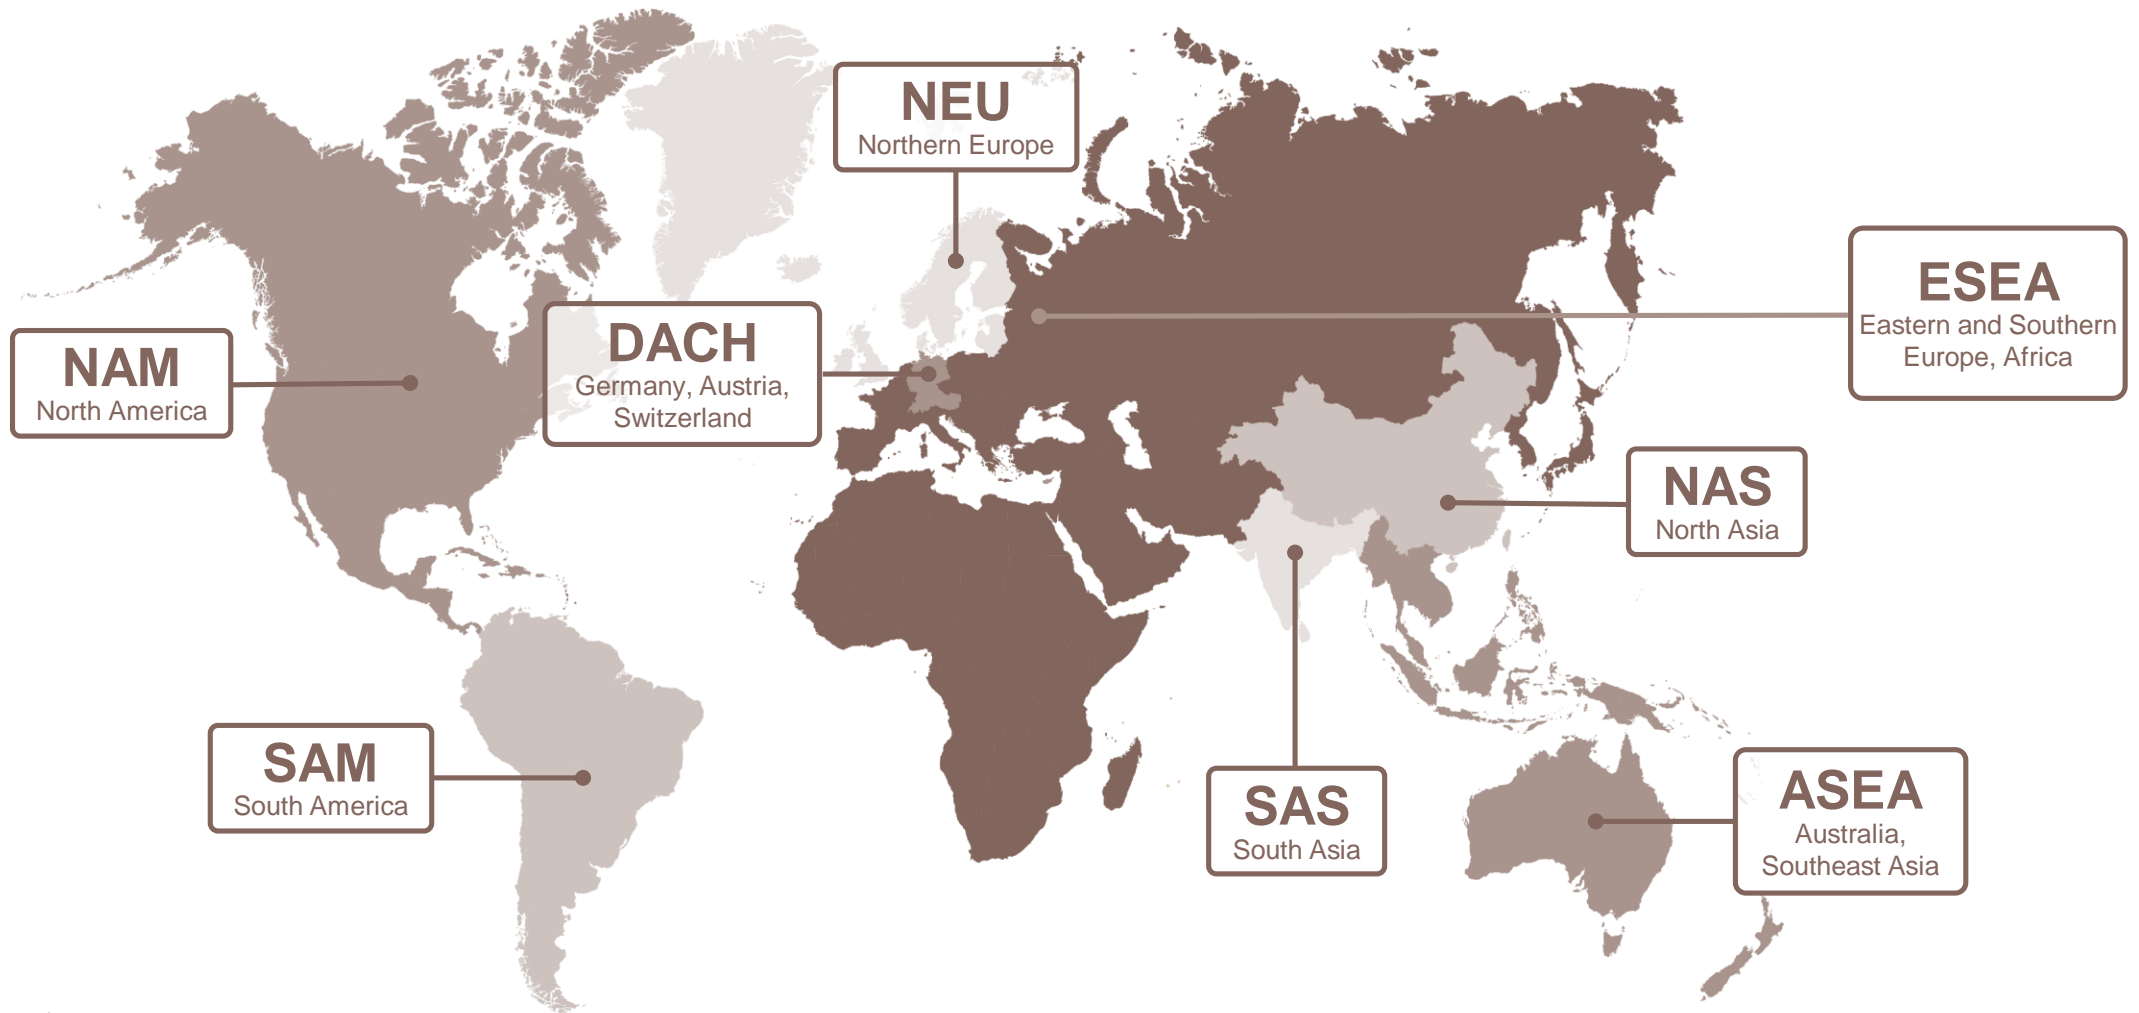 NEU
Northern Europe
ESEA
Eastern and Southern
Europe, Africa
DACH
Germany, Austria,
Switzerland
NAM
North America
NAS
North Asia
SAM
South America
SAS
South Asia
ASEA
Australia,
Southeast Asia